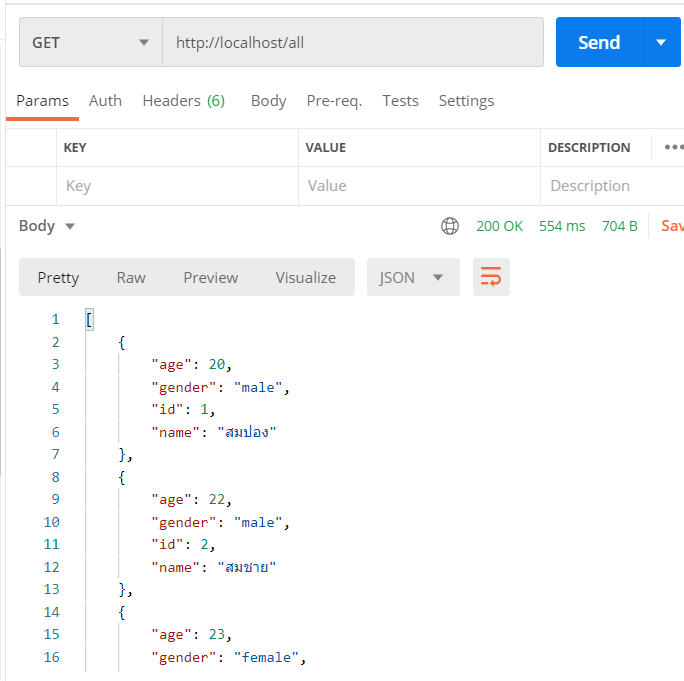 GET http://localhost/all Send
Params Auth Headers (6) Body Pre-req. Tests Settings
KEY VALUE DESCRIPTION •••
Key Value Description
Body 200 OK 554 ms 704 B Sav
Pretty Raw Preview Visualize JSON
1 [
2 {
3 "age": 20,
4 "gender": "male",
5 "id": 1,
6 "name": "สมปอง"
7 },
8 {
9 "age": 22,
10 "gender": "male",
11 "id": 2,
12 "name": "สมชาย"
13 },
14 {
15 "age": 23,
16 "gender": "female",